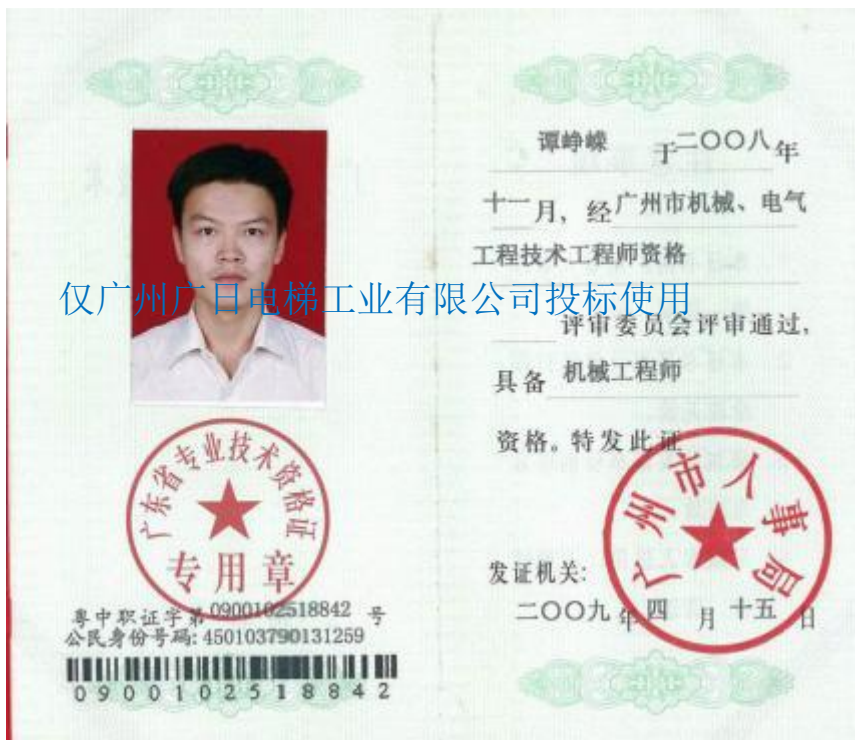 谭峥嵘 于二〇〇八年
十一月，经广州市机械、电气
工程技术工程师资格
评审委员会评审通过，
具备 机械工程师
资格。特发此证
仅广州广日电梯工业有限公司投标使用
广东省专业技术资格证
专用章
粤中职证字第0900102518842号
公民身份号码：450103790131259
0900102518842
广州市人事局
发证机关：
二〇〇九年四月十五日